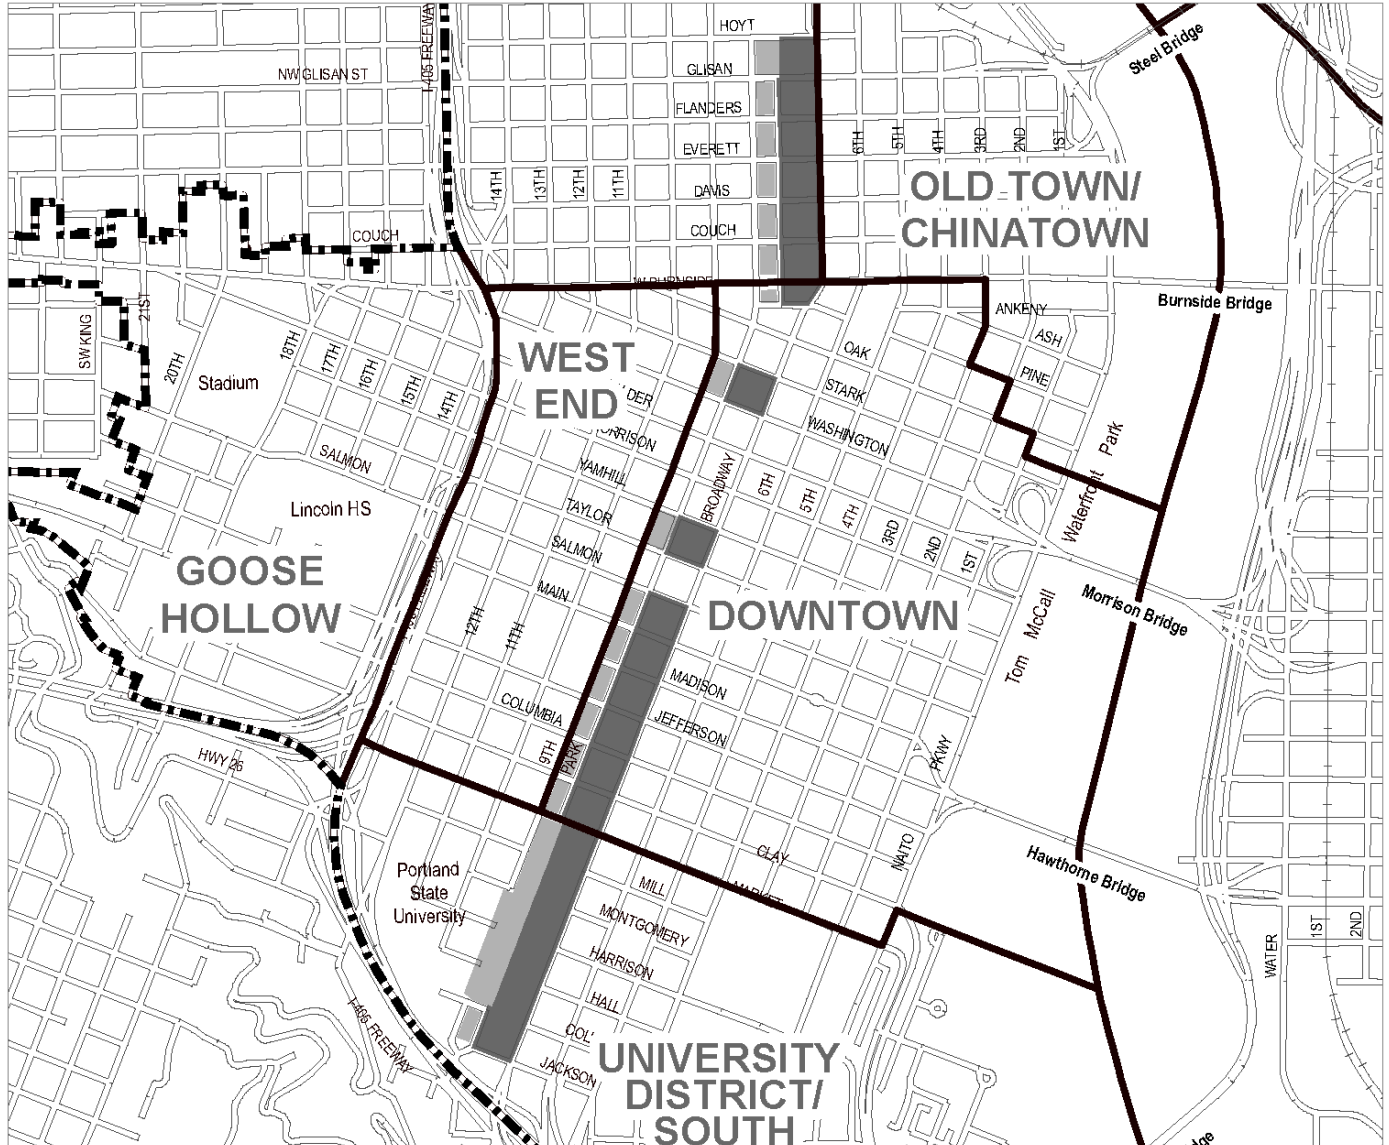 HOYT
I-405 FREEWAY
Steel Bridge
NW GLISAN ST
GLISAN
FLANDERS
EVERETT
6TH
5TH
4TH
3RD
2ND
1ST
14TH
13TH
12TH
11TH
DAVIS
OLD TOWN/
CHINATOWN
COUCH
COUCH
W BURNSIDE
Burnside Bridge
21ST
SW KING
ANKENY
ASH
PINE
OAK
STARK
WASHINGTON
20TH
18TH
17TH
16TH
15TH
14TH
Stadium
WEST
END
DER
ORRISON
YAMHILL
TAYLOR
SALMON
MAIN
SALMON
Lincoln HS
BROADWAY
6TH
5TH
4TH
3RD
2ND
1ST
Waterfront Park
Tom McCall
Morrison Bridge
GOOSE
HOLLOW
DOWNTOWN
12TH
11TH
MADISON
JEFFERSON
COLUMBIA
9TH
PARK
HWY 26
PKWY
NAITO
Hawthorne Bridge
CLAY
MARKET
MILL
MONTGOMERY
HARRISON
HALL
JACKSON
Portland
State
University
I-405 FREEWAY
WATER
1ST
2ND
UNIVERSITY
DISTRICT/
SOUTH